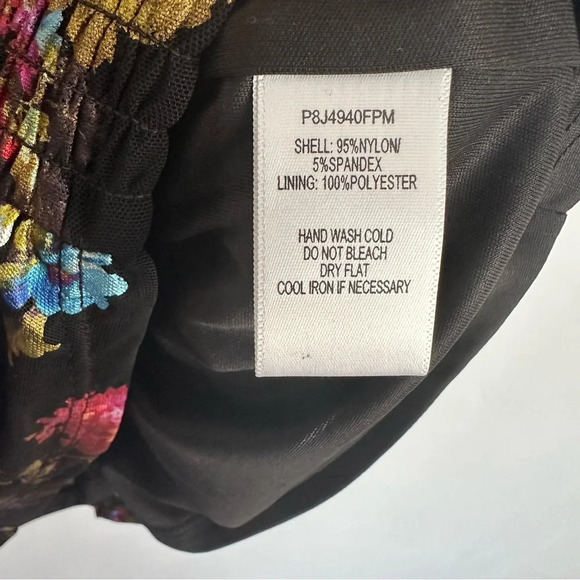 P8J4940FPM
SHELL: 95%NYLON/
5%SPANDEX
LINING: 100%POLYESTER
HAND WASH COLD
DO NOT BLEACH
DRY FLAT
COOL IRON IF NECESSARY